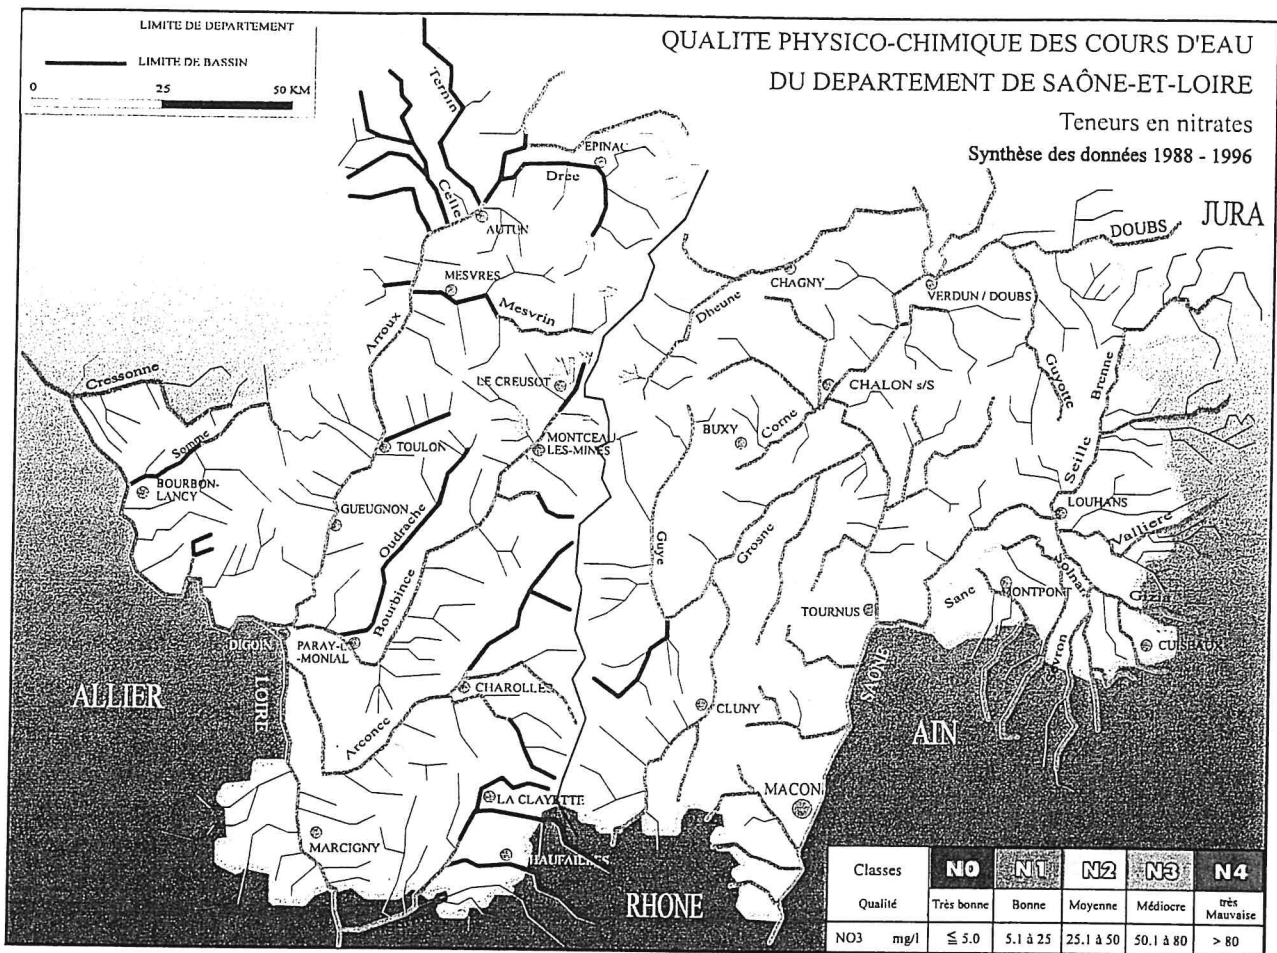 LIMITE DE DEPARTEMENT
LIMITE DE BASSIN
0 25 50 KM
QUALITE PHYSICO-CHIMIQUE DES COURS D'EAU
DU DEPARTEMENT DE SAÔNE-ET-LOIRE
Teneurs en nitrates
Synthèse des données 1988 - 1996
Ternin
EPINAC
Dree
Celle
AUTUN
JURA
DOUBS
MESVRES
Mesvrin
Arroux
CHAGNY
Dheune
VERDUN / DOUBS
Cressonne
LE CREUSOT
CHALON s/S
Guyotte
Brenne
Somme
TOULON
MONTCEAU
LES-MINES
BUXY
Corne
Seille
BOURBON-
LANCY
GUEUGNON
Oudrache
LOUHANS
Valliere
Guye
Grosne
Bourbince
Solnan
Sane
MONTPONT
Gizia
TOURNUS
DIGOIN
PARAY-L
-MONIAL
CUISEAUX
ALLIER
LOIRE
CHAROLLES
SAÔNE
CLUNY
AIN
Arconce
LA CLAYETTE
MACON
MARCIGNY
CHAUFAILLES
RHONE
Classes N0 N1 N2 N3 N4
Qualité Très bonne Bonne Moyenne Médiocre très Mauvaise
NO3 mg/l ≦ 5.0 5.1 à 25 25.1 à 50 50.1 à 80 > 80